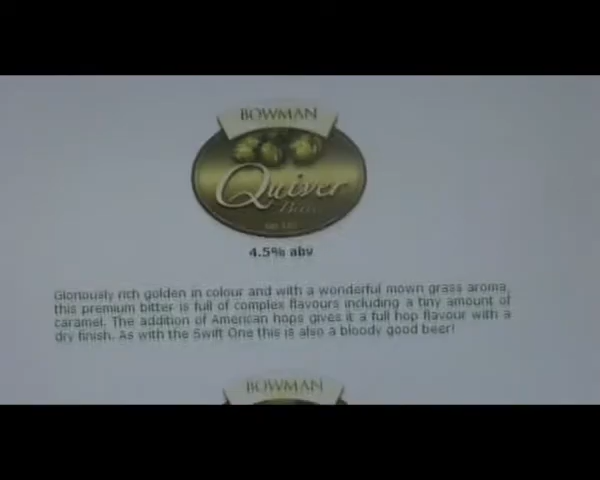 BOWMAN
Quiver
Bitter
4.5% abv
Gloriously rich golden in colour and with a wonderful mown grass aroma,
this premium bitter is full of complex flavours including a tiny amount of
caramel. The addition of American hops gives it a full hop flavour with a
dry finish. As with the Swift One this is also a bloody good beer!
BOWMAN